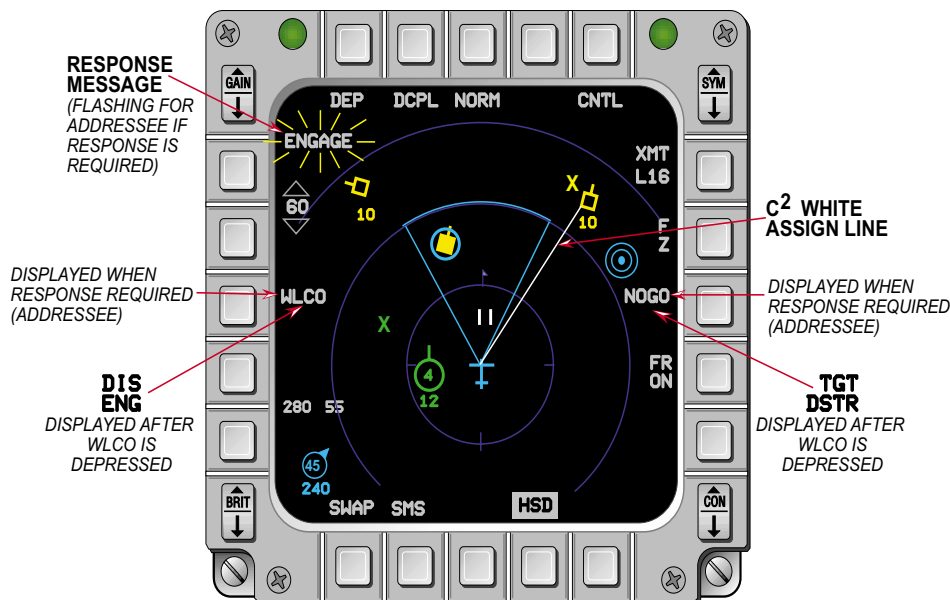 RESPONSE
MESSAGE
(FLASHING FOR
ADDRESSEE IF
RESPONSE IS
REQUIRED)
GAIN
SYM
DEP DCPL NORM CNTL
ENGAGE
XMT
L16
60
10
X
10
F
Z
C2 WHITE
ASSIGN LINE
DISPLAYED WHEN
RESPONSE REQUIRED
(ADDRESSEE)
WLCO
NOGO
DISPLAYED WHEN
RESPONSE REQUIRED
(ADDRESSEE)
X
4
12
FR
ON
DIS
ENG
DISPLAYED AFTER
WLCO IS
DEPRESSED
TGT
DSTR
DISPLAYED AFTER
WLCO IS
DEPRESSED
280 55
45
240
BRIT
CON
SWAP SMS HSD